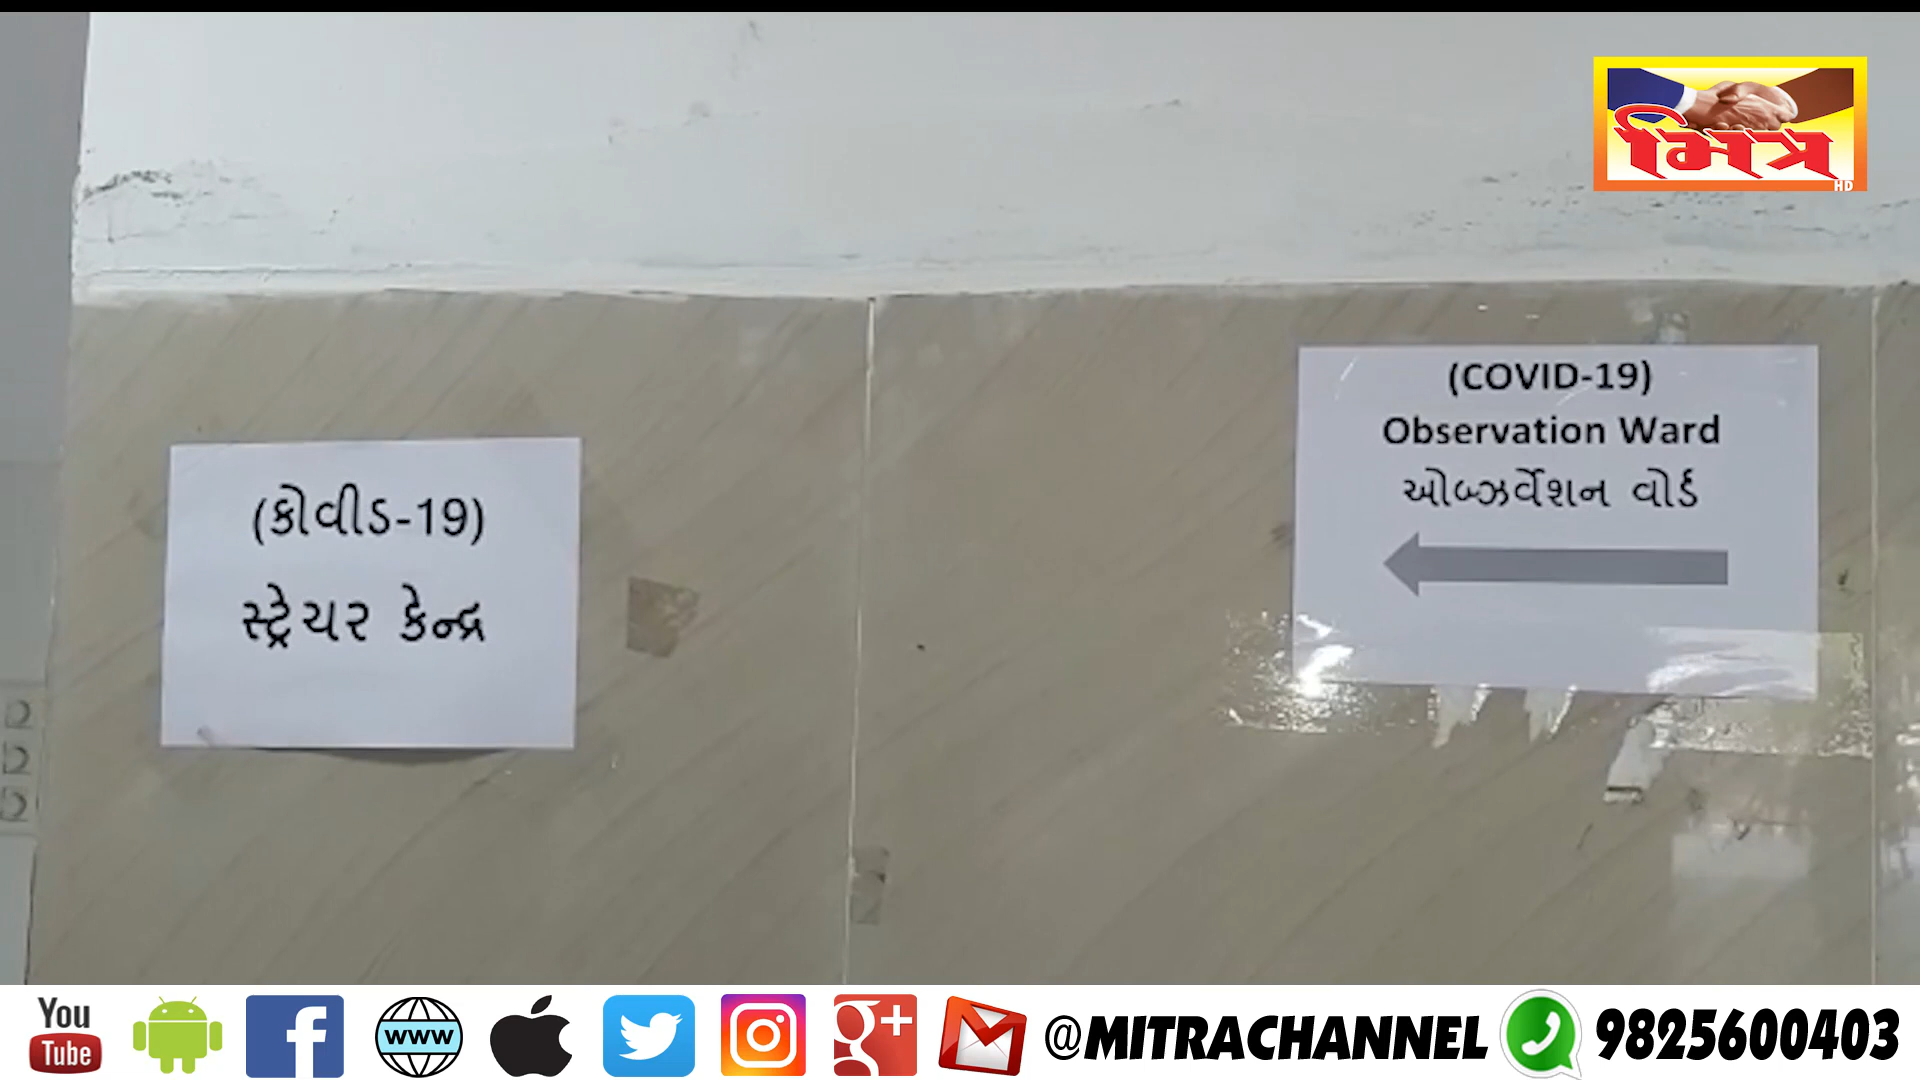 મિત્ર
HD
(કોવીડ-19)
સ્ટ્રેચર કેન્દ્ર
(COVID-19)
Observation Ward
ઓબ્ઝર્વેશન વોર્ડ
You Tube
f
www
g+
@MITRACHANNEL
9825600403